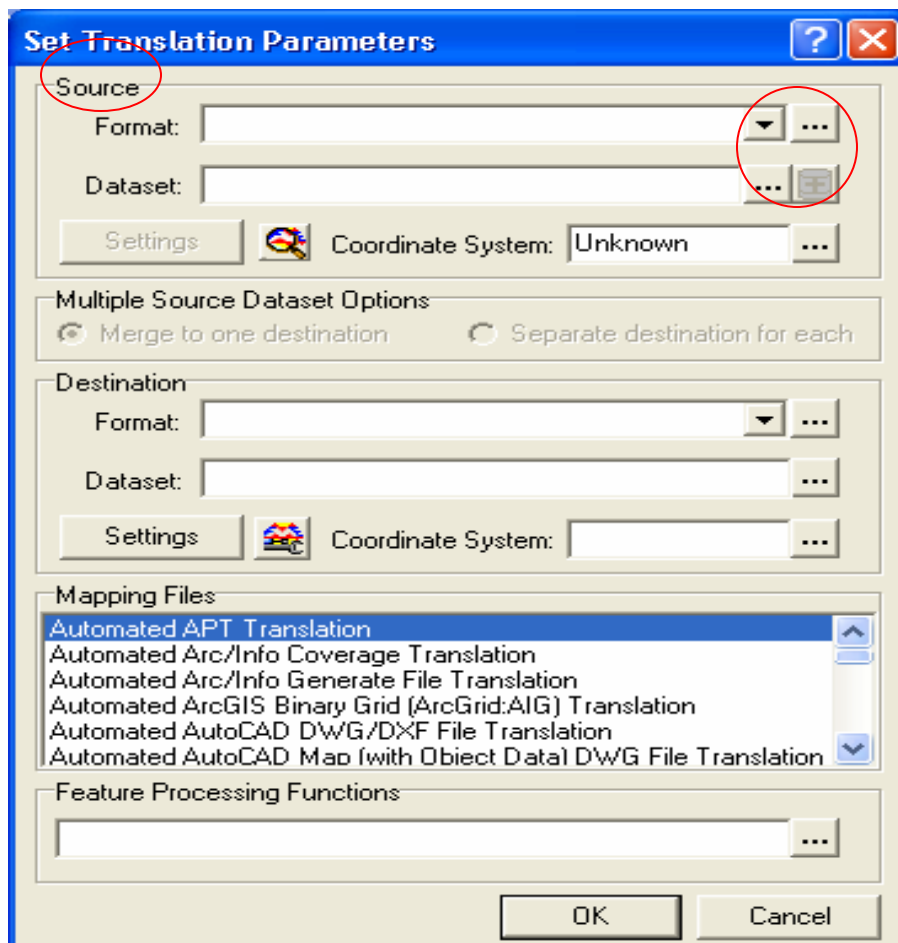 Set Translation Parameters
Source
Format:
...
Dataset:
...
Settings
Coordinate System: Unknown ...
Multiple Source Dataset Options
Merge to one destination Separate destination for each
Destination
Format: ...
Dataset: ...
Settings Coordinate System: ...
Mapping Files
Automated APT Translation
Automated Arc/Info Coverage Translation
Automated Arc/Info Generate File Translation
Automated ArcGIS Binary Grid (ArcGrid:AIG) Translation
Automated AutoCAD DWG/DXF File Translation
Automated AutoCAD Map (with Object Data) DWG File Translation
Feature Processing Functions
...
OK Cancel